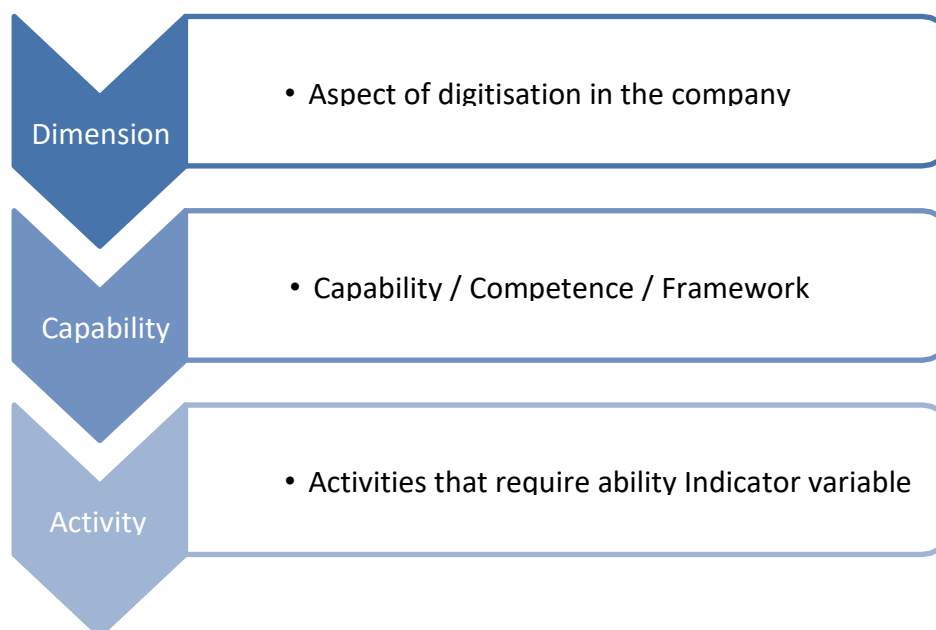 • Aspect of digitisation in the company
Dimension
• Capability / Competence / Framework
Capability
• Activities that require ability Indicator variable
Activity